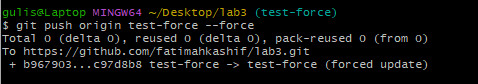 gulis@Laptop MINGW64 ~/Desktop/lab3 (test-force)
$ git push origin test-force --force
Total 0 (delta 0), reused 0 (delta 0), pack-reused 0 (from 0)
To https://github.com/fatimahkashif/lab3.git
 + b967903...c97d8b8 test-force -> test-force (forced update)